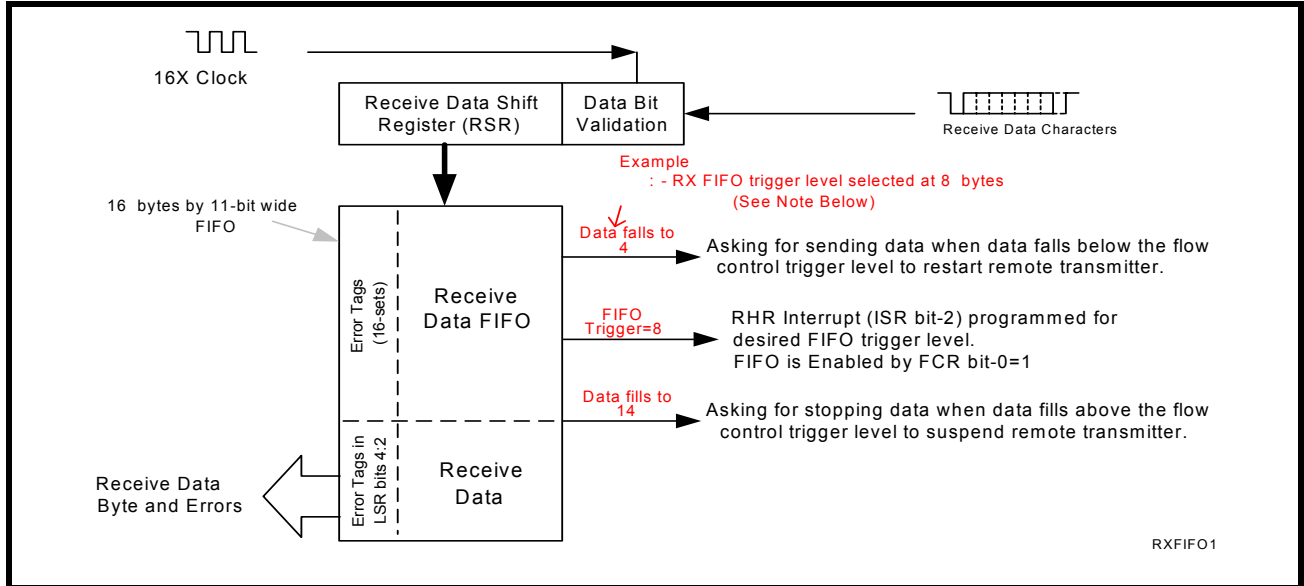 16X Clock
Receive Data Shift
Register (RSR)
Data Bit
Validation
Receive Data Characters
Example
: - RX FIFO trigger level selected at 8 bytes
(See Note Below)
16 bytes by 11-bit wide
FIFO
Error Tags
(16-sets)
Receive
Data FIFO
Data falls to
4
Asking for sending data when data falls below the flow
control trigger level to restart remote transmitter.
FIFO
Trigger=8
RHR Interrupt (ISR bit-2) programmed for
desired FIFO trigger level.
FIFO is Enabled by FCR bit-0=1
Data fills to
14
Asking for stopping data when data fills above the flow
control trigger level to suspend remote transmitter.
Error Tags in
LSR bits 4:2
Receive
Data
Receive Data
Byte and Errors
RXFIFO1